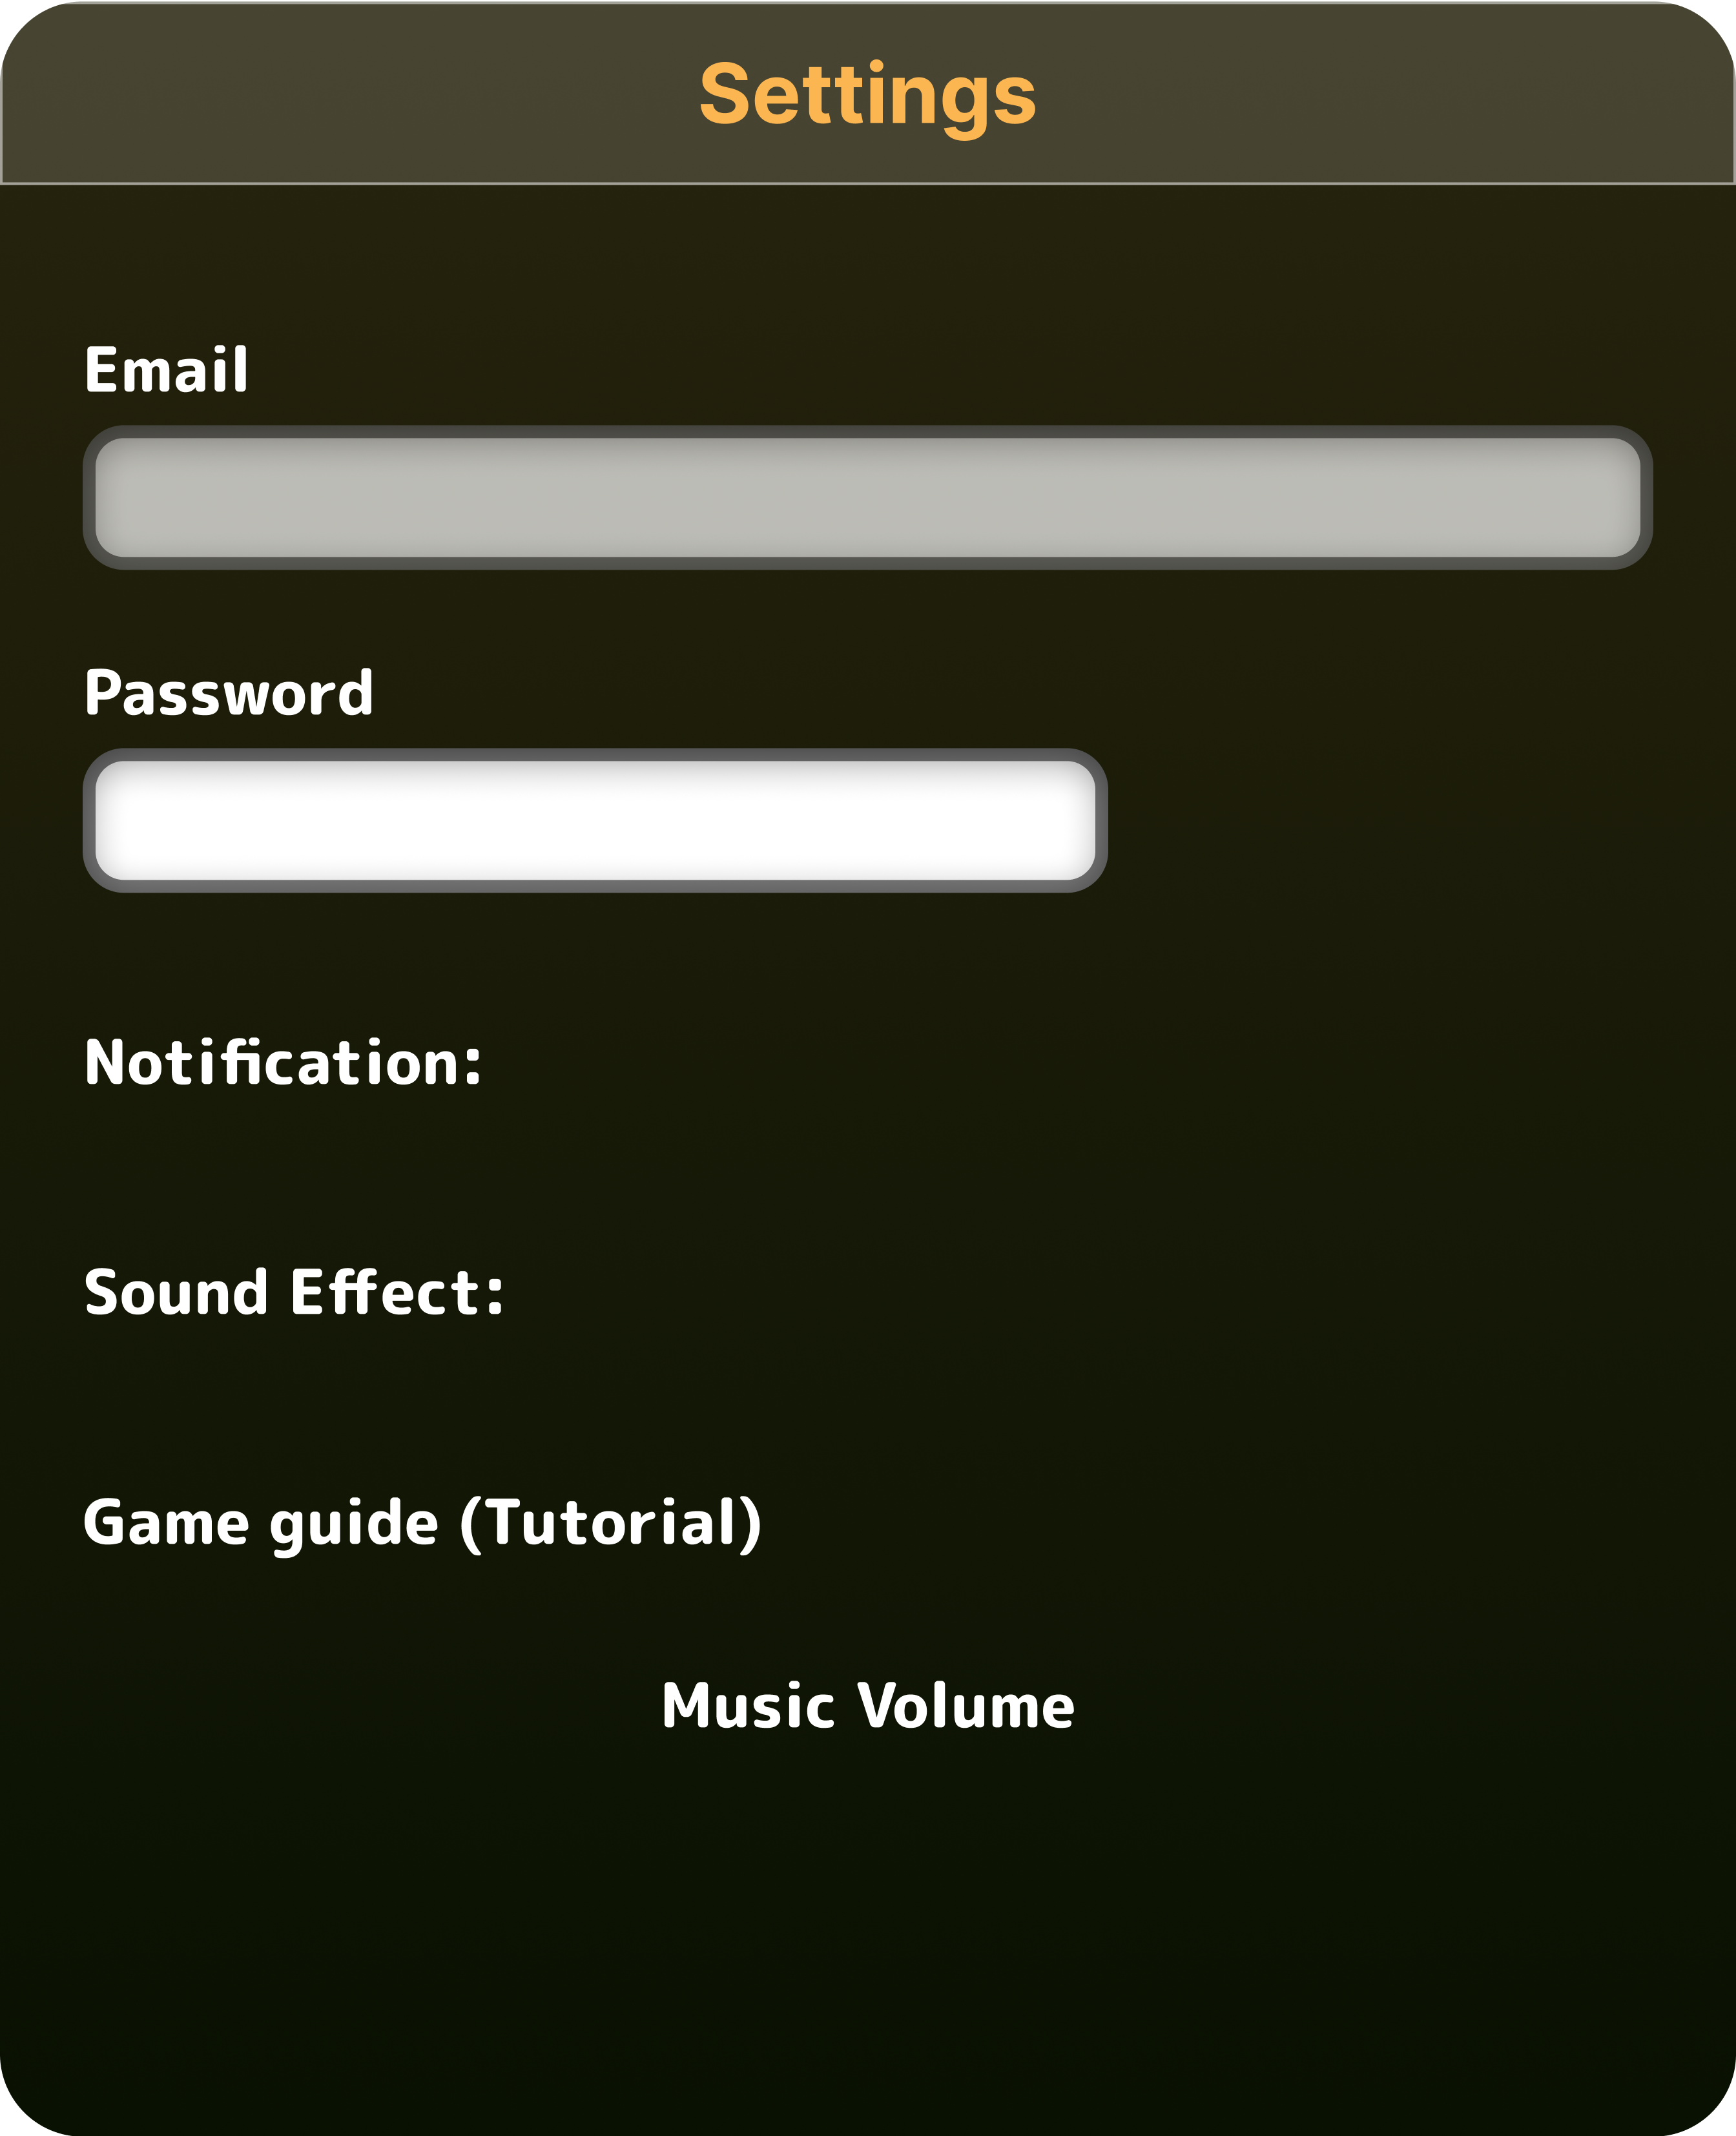 Settings
Email
Password
Notification:
Sound Effect:
Game guide (Tutorial)
Music Volume